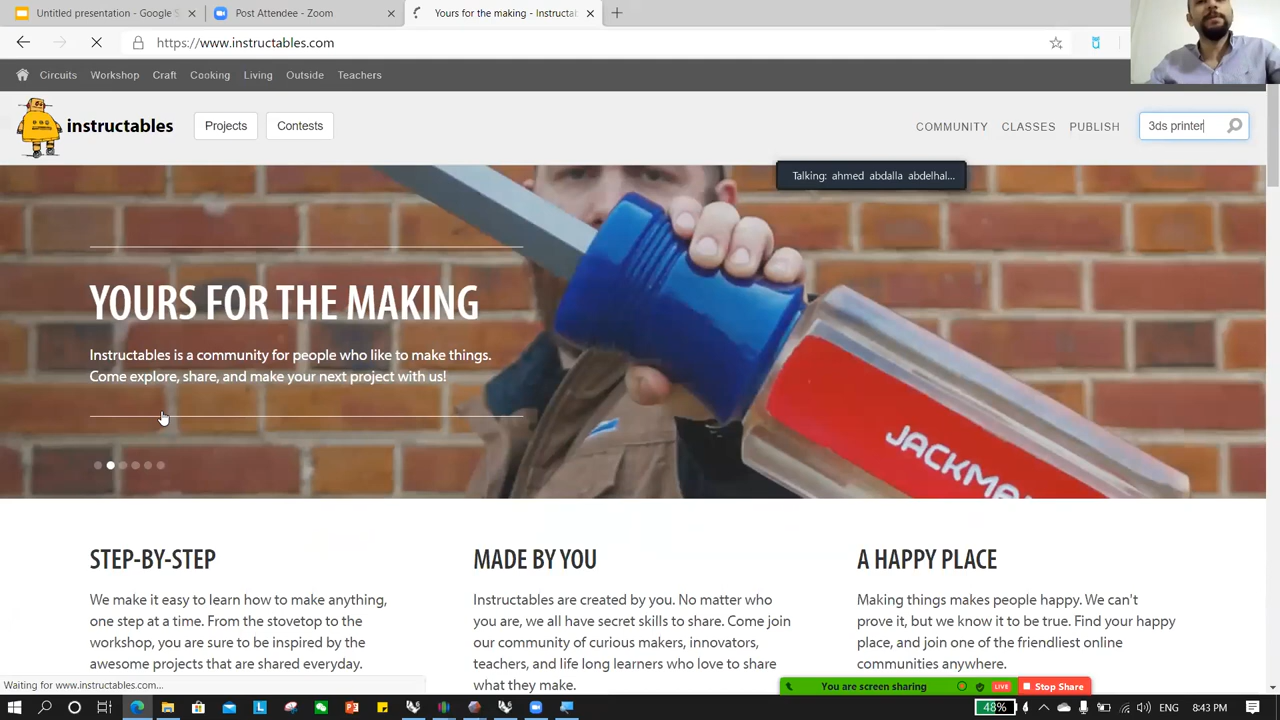 Untitled presentation - Google S
Post Attendee - Zoom
Yours for the making - Instructab
https://www.instructables.com
Circuits Workshop Craft Cooking Living Outside Teachers
instructables
Projects
Contests
COMMUNITY CLASSES PUBLISH
3ds printer
Talking: ahmed abdalla abdelhal...
YOURS FOR THE MAKING
Instructables is a community for people who like to make things.
Come explore, share, and make your next project with us!
JACKMA
STEP-BY-STEP
We make it easy to learn how to make anything,
one step at a time. From the stovetop to the
workshop, you are sure to be inspired by the
awesome projects that are shared everyday.
MADE BY YOU
Instructables are created by you. No matter who
you are, we all have secret skills to share. Come join
our community of curious makers, innovators,
teachers, and life long learners who love to share
what they make.
A HAPPY PLACE
Making things makes people happy. We can't
prove it, but we know it to be true. Find your happy
place, and join one of the friendliest online
communities anywhere.
Waiting for www.instructables.com...
You are screen sharing
LIVE
Stop Share
48%
ENG
8:43 PM